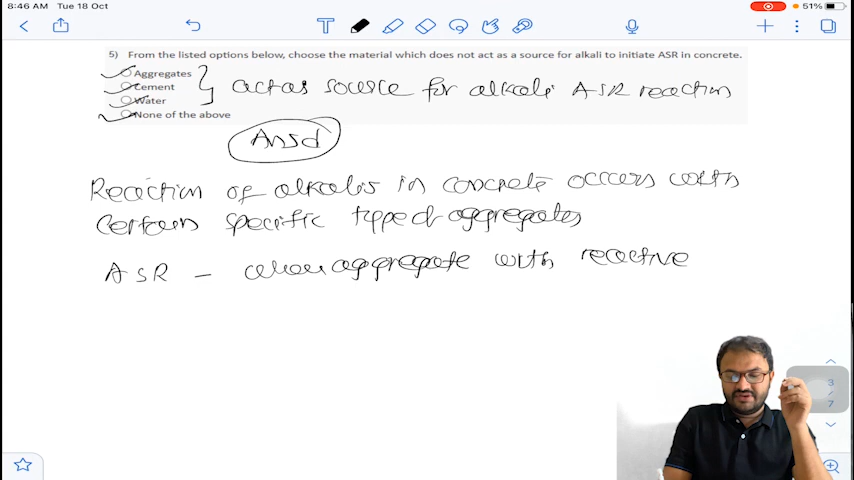 8:46 AM Tue 18 Oct
51%
5) From the listed options below, choose the material which does not act as a source for alkali to initiate ASR in concrete.
Aggregates
Cement
Water
None of the above
act as source for alkali ASR reaction
Ans d
Reaction of alkalis in concrete occurs with
certain specific type of aggregates
ASR – when aggregate with reactive
3
/
7